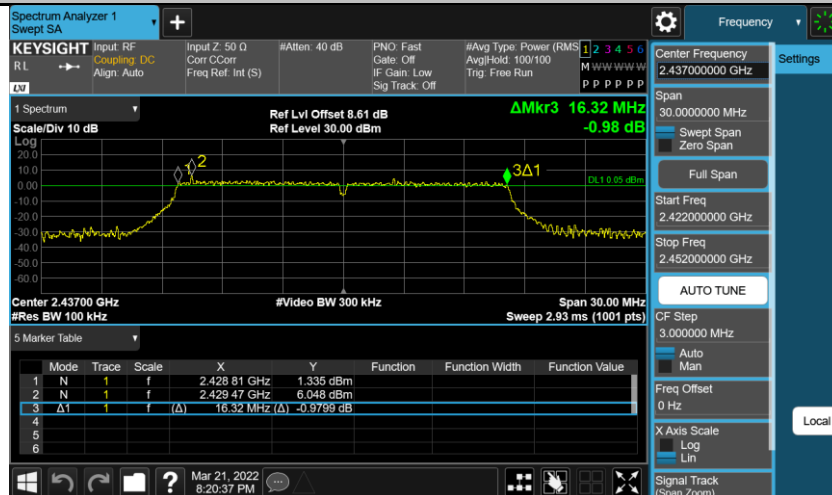 Spectrum Analyzer 1
Swept SA
+
Frequency
KEYSIGHT
RL
LXI
Input: RF
Coupling: DC
Align: Auto
Input Z: 50 Ω
Corr CCorr
Freq Ref: Int (S)
#Atten: 40 dB
PNO: Fast
Gate: Off
IF Gain: Low
Sig Track: Off
#Avg Type: Power (RMS
Avg|Hold: 100/100
Trig: Free Run
1 2 3 4 5 6
M W W W W W
P P P P P P
1 Spectrum
Scale/Div 10 dB
Ref Lvl Offset 8.61 dB
Ref Level 30.00 dBm
ΔMkr3 16.32 MHz
-0.98 dB
Log
20.0
10.0
0.00
-10.0
-20.0
-30.0
-40.0
-50.0
-60.0
1
2
3Δ1
DL1 0.05 dBm
Center 2.43700 GHz
#Video BW 300 kHz
Span 30.00 MHz
#Res BW 100 kHz
Sweep 2.93 ms (1001 pts)
5 Marker Table
Mode Trace Scale X Y Function Function Width Function Value
1 N 1 f 2.428 81 GHz 1.335 dBm
2 N 1 f 2.429 47 GHz 6.048 dBm
3 Δ1 1 f (Δ) 16.32 MHz (Δ) -0.9799 dB
4
5
6
Mar 21, 2022
8:20:37 PM
?
Center Frequency
2.437000000 GHz
Settings
Span
30.0000000 MHz
Swept Span
Zero Span
Full Span
Start Freq
2.422000000 GHz
Stop Freq
2.452000000 GHz
AUTO TUNE
CF Step
3.000000 MHz
Auto
Man
Freq Offset
0 Hz
Local
X Axis Scale
Log
Lin
Signal Track
(Span Zoom)